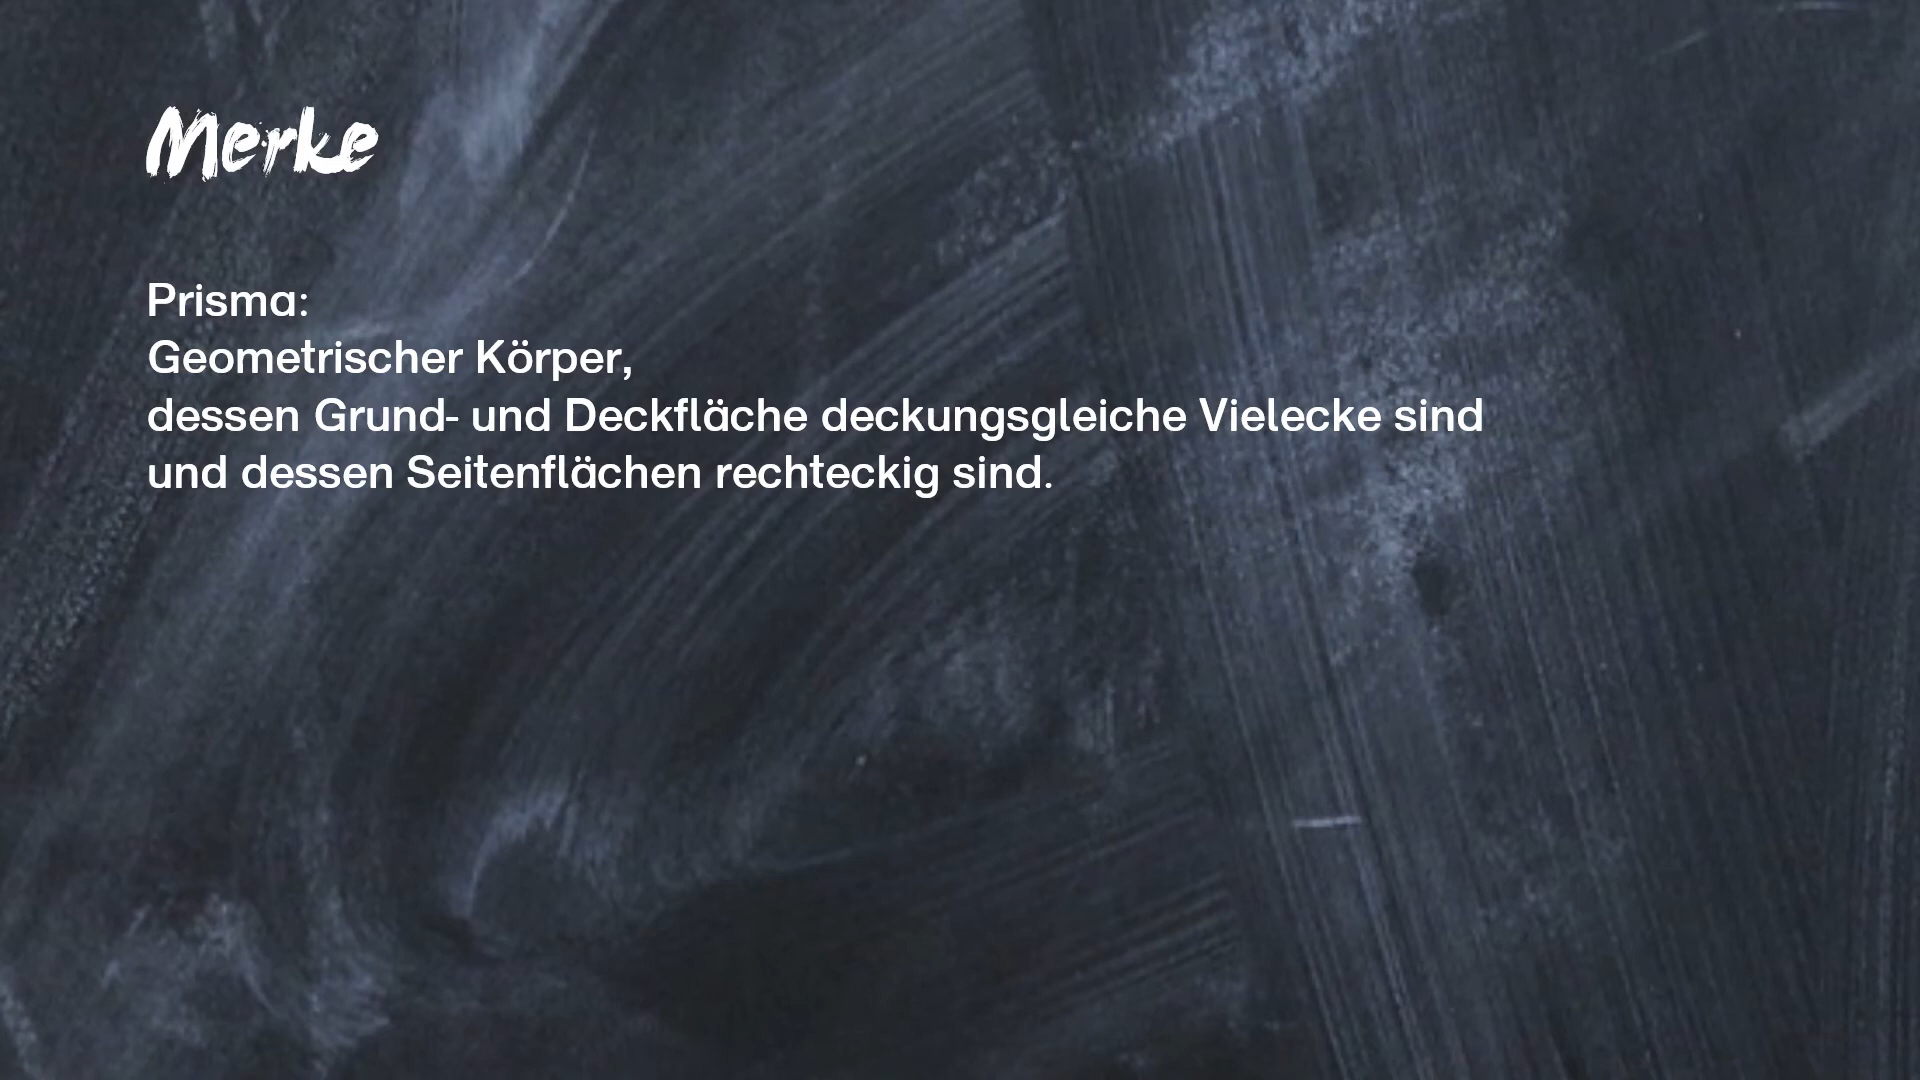 Merke
Prisma:
Geometrischer Körper,
dessen Grund- und Deckfläche deckungsgleiche Vielecke sind
und dessen Seitenflächen rechteckig sind.